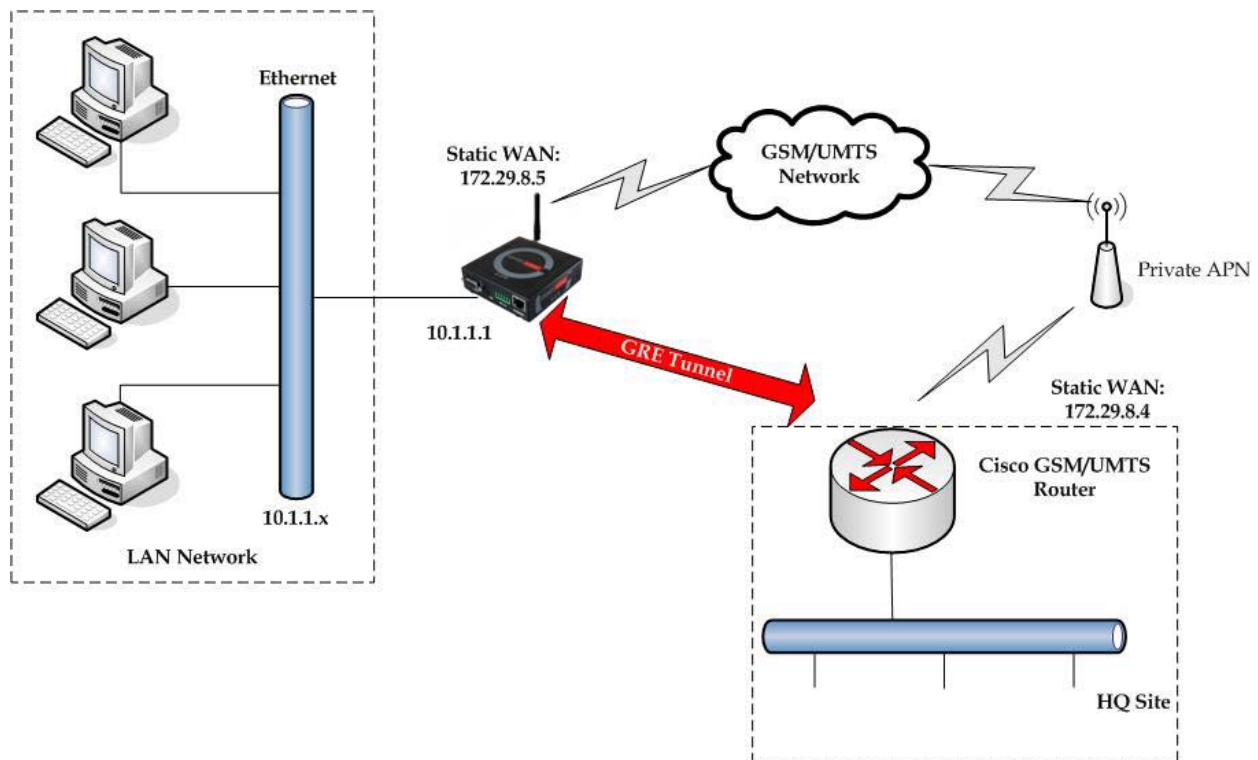 Ethernet
Static WAN:
172.29.8.5
GSM/UMTS
Network
Private APN
10.1.1.1
GRE Tunnel
Static WAN:
172.29.8.4
Cisco GSM/UMTS
Router
10.1.1.x
LAN Network
HQ Site